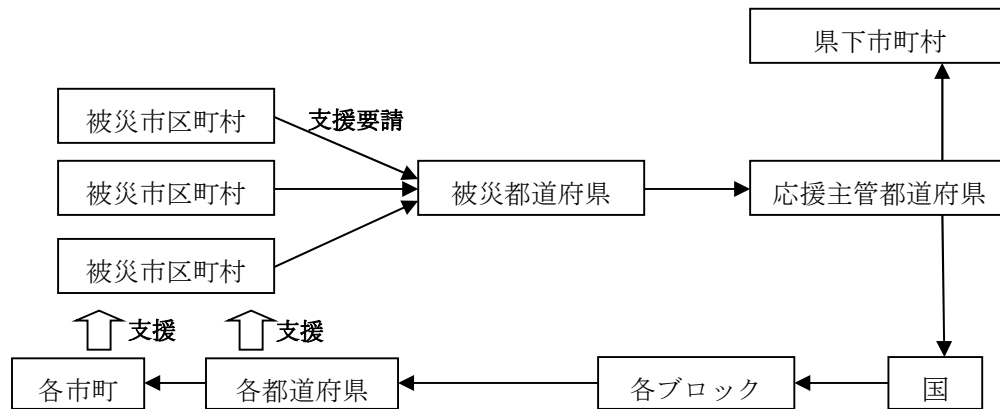 県下市町村
被災市区町村
支援要請
被災市区町村
被災都道府県
応援主管都道府県
被災市区町村
支援
支援
各市町
各都道府県
各ブロック
国